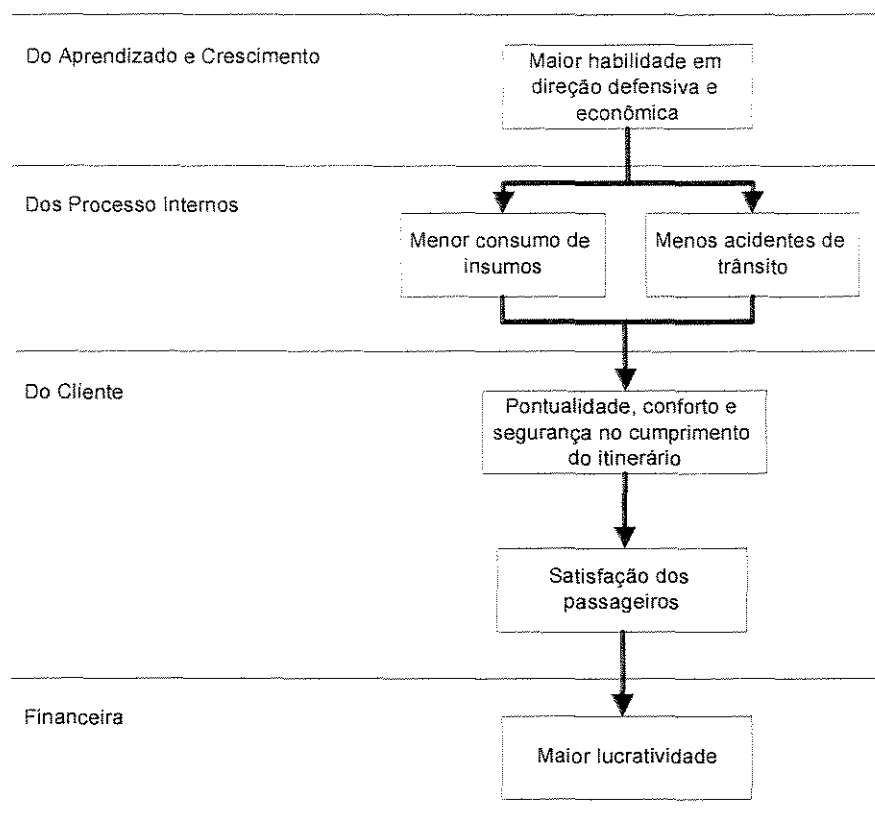 Do Aprendizado e Crescimento
Maior habilidade em
direção defensiva e
econômica
Dos Processo Internos
Menor consumo de
insumos
Menos acidentes de
trânsito
Do Cliente
Pontualidade, conforto e
segurança no cumprimento
do itinerário
Satisfação dos
passageiros
Financeira
Maior lucratividade